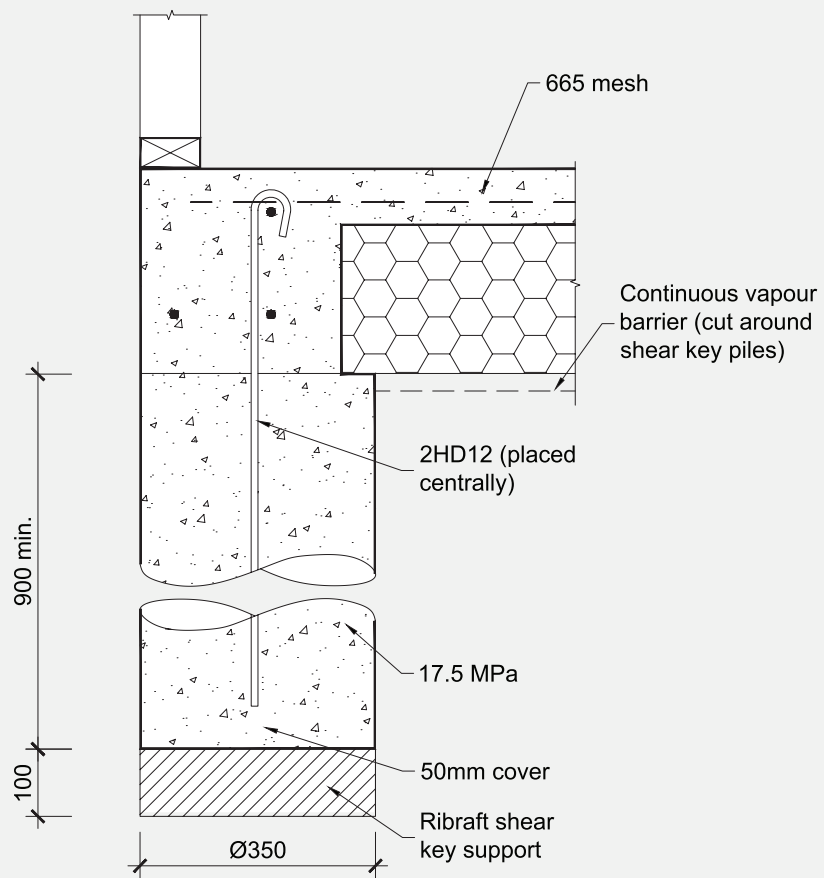 665 mesh
Continuous vapour
barrier (cut around
shear key piles)
2HD12 (placed
centrally)
900 min.
17.5 MPa
50mm cover
100
Ribraft shear
key support
Ø350